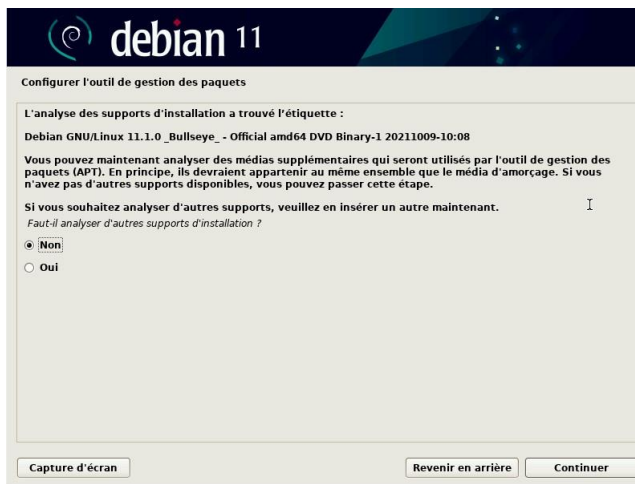 debian 11
Configurer l'outil de gestion des paquets
L'analyse des supports d'installation a trouvé l'étiquette :
Debian GNU/Linux 11.1.0 _Bullseye_ - Official amd64 DVD Binary-1 20211009-10:08
Vous pouvez maintenant analyser des médias supplémentaires qui seront utilisés par l'outil de gestion des
paquets (APT). En principe, ils devraient appartenir au même ensemble que le média d'amorçage. Si vous
n'avez pas d'autres supports disponibles, vous pouvez passer cette étape.
Si vous souhaitez analyser d'autres supports, veuillez en insérer un autre maintenant.
Faut-il analyser d'autres supports d'installation ?
Non
Oui
Capture d'écran
Revenir en arrière
Continuer